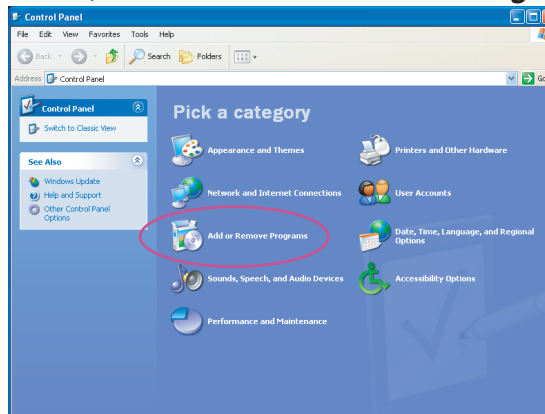 Control Panel
File Edit View Favorites Tools Help
Back Search Folders
Address Control Panel
Control Panel
Switch to Classic View
See Also
Windows Update
Help and Support
Other Control Panel
Options
Pick a category
Appearance and Themes
Printers and Other Hardware
Network and Internet Connections
User Accounts
Add or Remove Programs
Date, Time, Language, and Regional
Options
Sounds, Speech, and Audio Devices
Accessibility Options
Performance and Maintenance